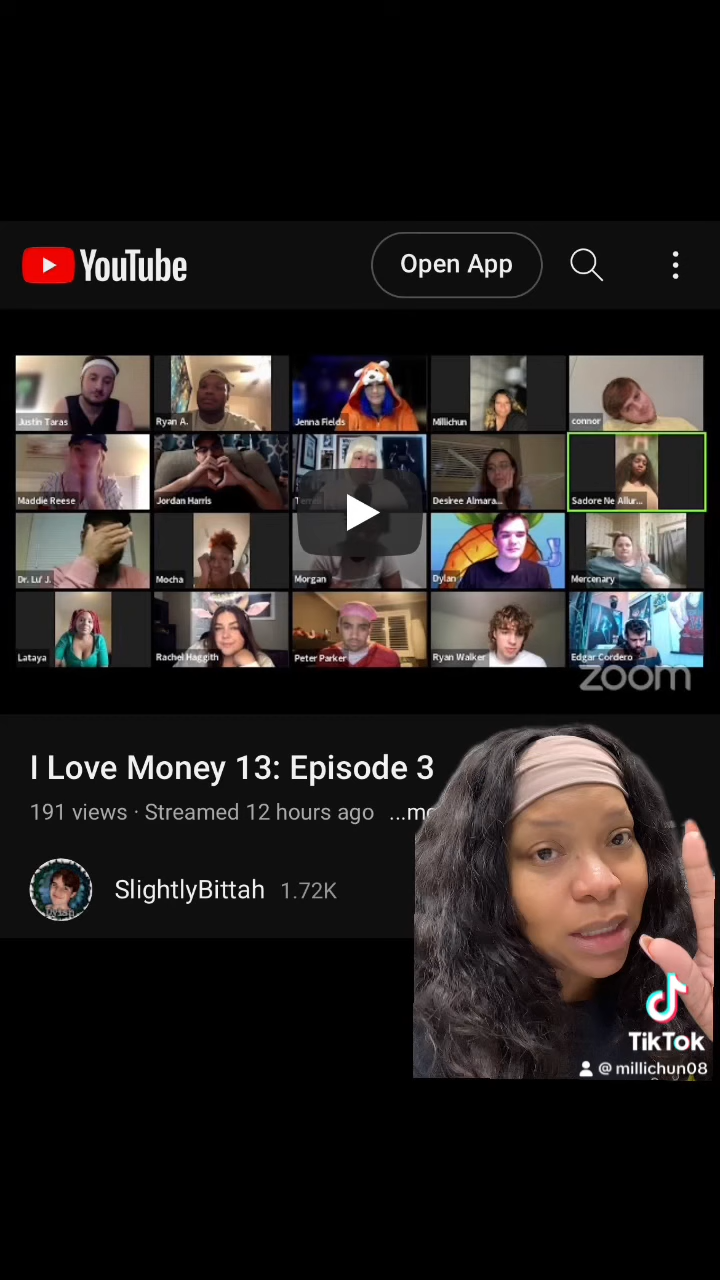 YouTube
Open App
Justin Taras
Ryan A.
Jenna Fields
Millichun
connor
Maddie Reese
Jordan Harris
Desiree Almara...
Sadore Ne Allur...
Dr. Lu' J.
Mocha
Morgan
Dylan
Mercenary
Lataya
Rachel Haggith
Peter Parker
Ryan Walker
Edgar Cordero
zoom
I Love Money 13: Episode 3
191 views · Streamed 12 hours ago ...
SlightlyBittah 1.72K
TikTok
@ millichun08